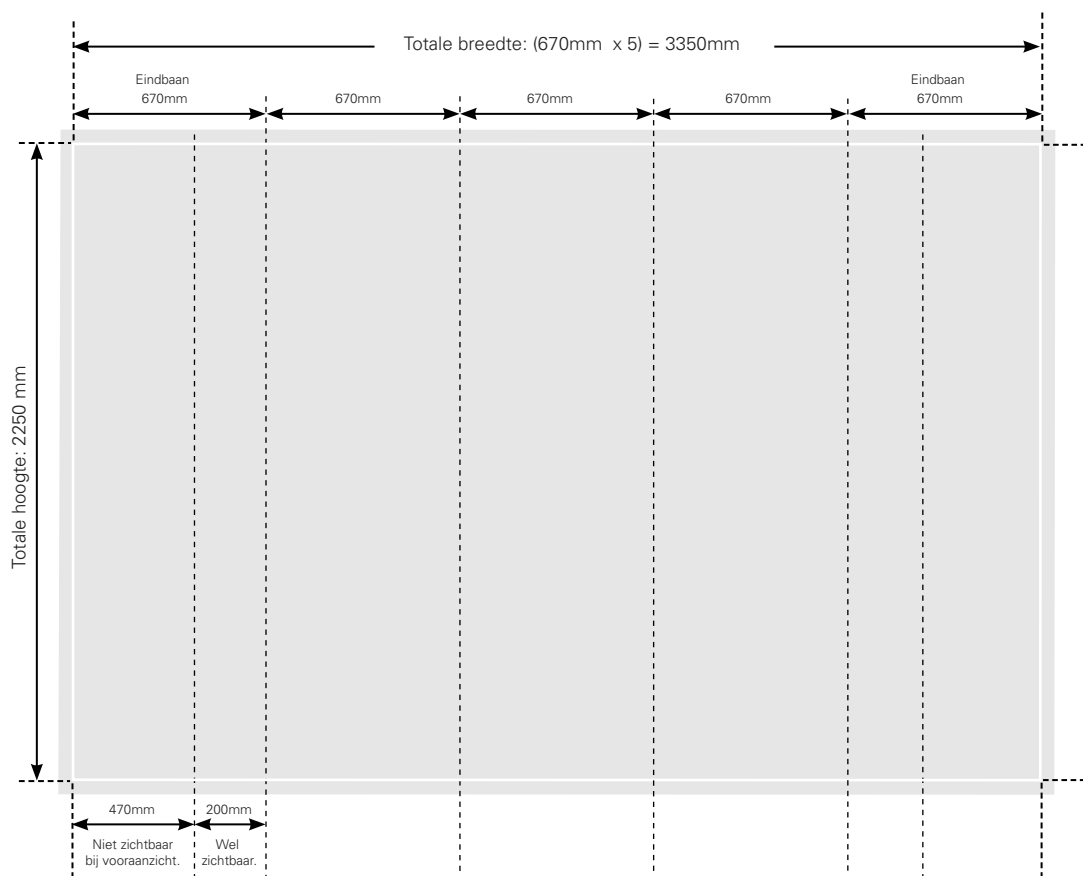 Totale breedte: (670mm x 5) = 3350mm
Eindbaan
670mm
670mm
670mm
670mm
Eindbaan
670mm
Totale hoogte: 2250 mm
470mm
Niet zichtbaar
bij vooraanzicht.
200mm
Wel
zichtbaar.